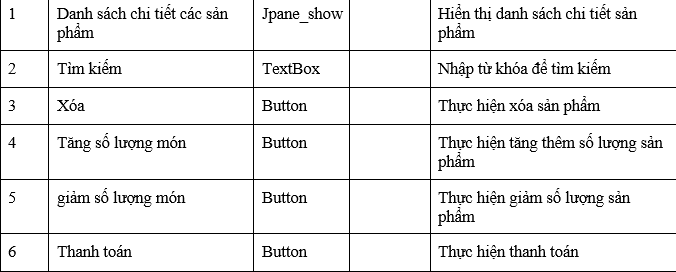 1 Danh sách chi tiết các sản Jpane_show Hiển thị danh sách chi tiết sản
phẩm phẩm
2 Tìm kiếm TextBox Nhập từ khóa để tìm kiếm
3 Xóa Button Thực hiện xóa sản phẩm
4 Tăng số lượng món Button Thực hiện tăng thêm số lượng sản
phẩm
5 giảm số lượng món Button Thực hiện giảm số lượng sản
phẩm
6 Thanh toán Button Thực hiện thanh toán